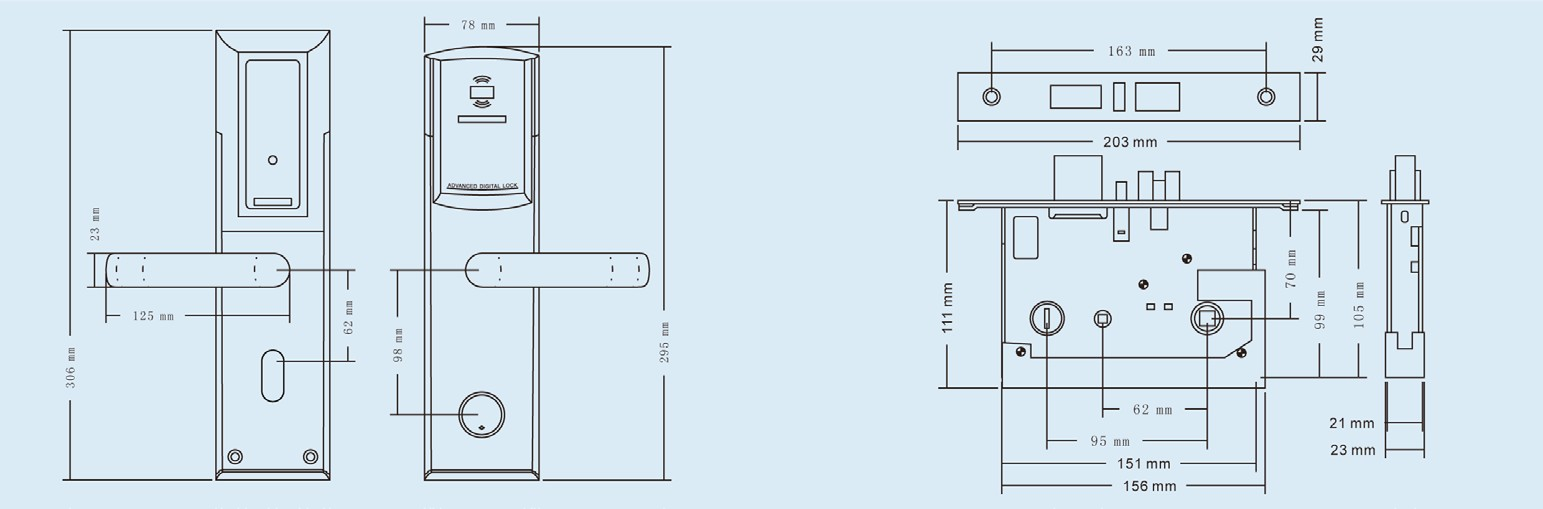 78 mm
ADVANCED DIGITAL LOCK
23 mm
125 mm
62 mm
306 mm
98 mm
295 mm
163 mm
29 mm
203 mm
111 mm
70 mm
99 mm
105 mm
62 mm
95 mm
151 mm
156 mm
21 mm
23 mm